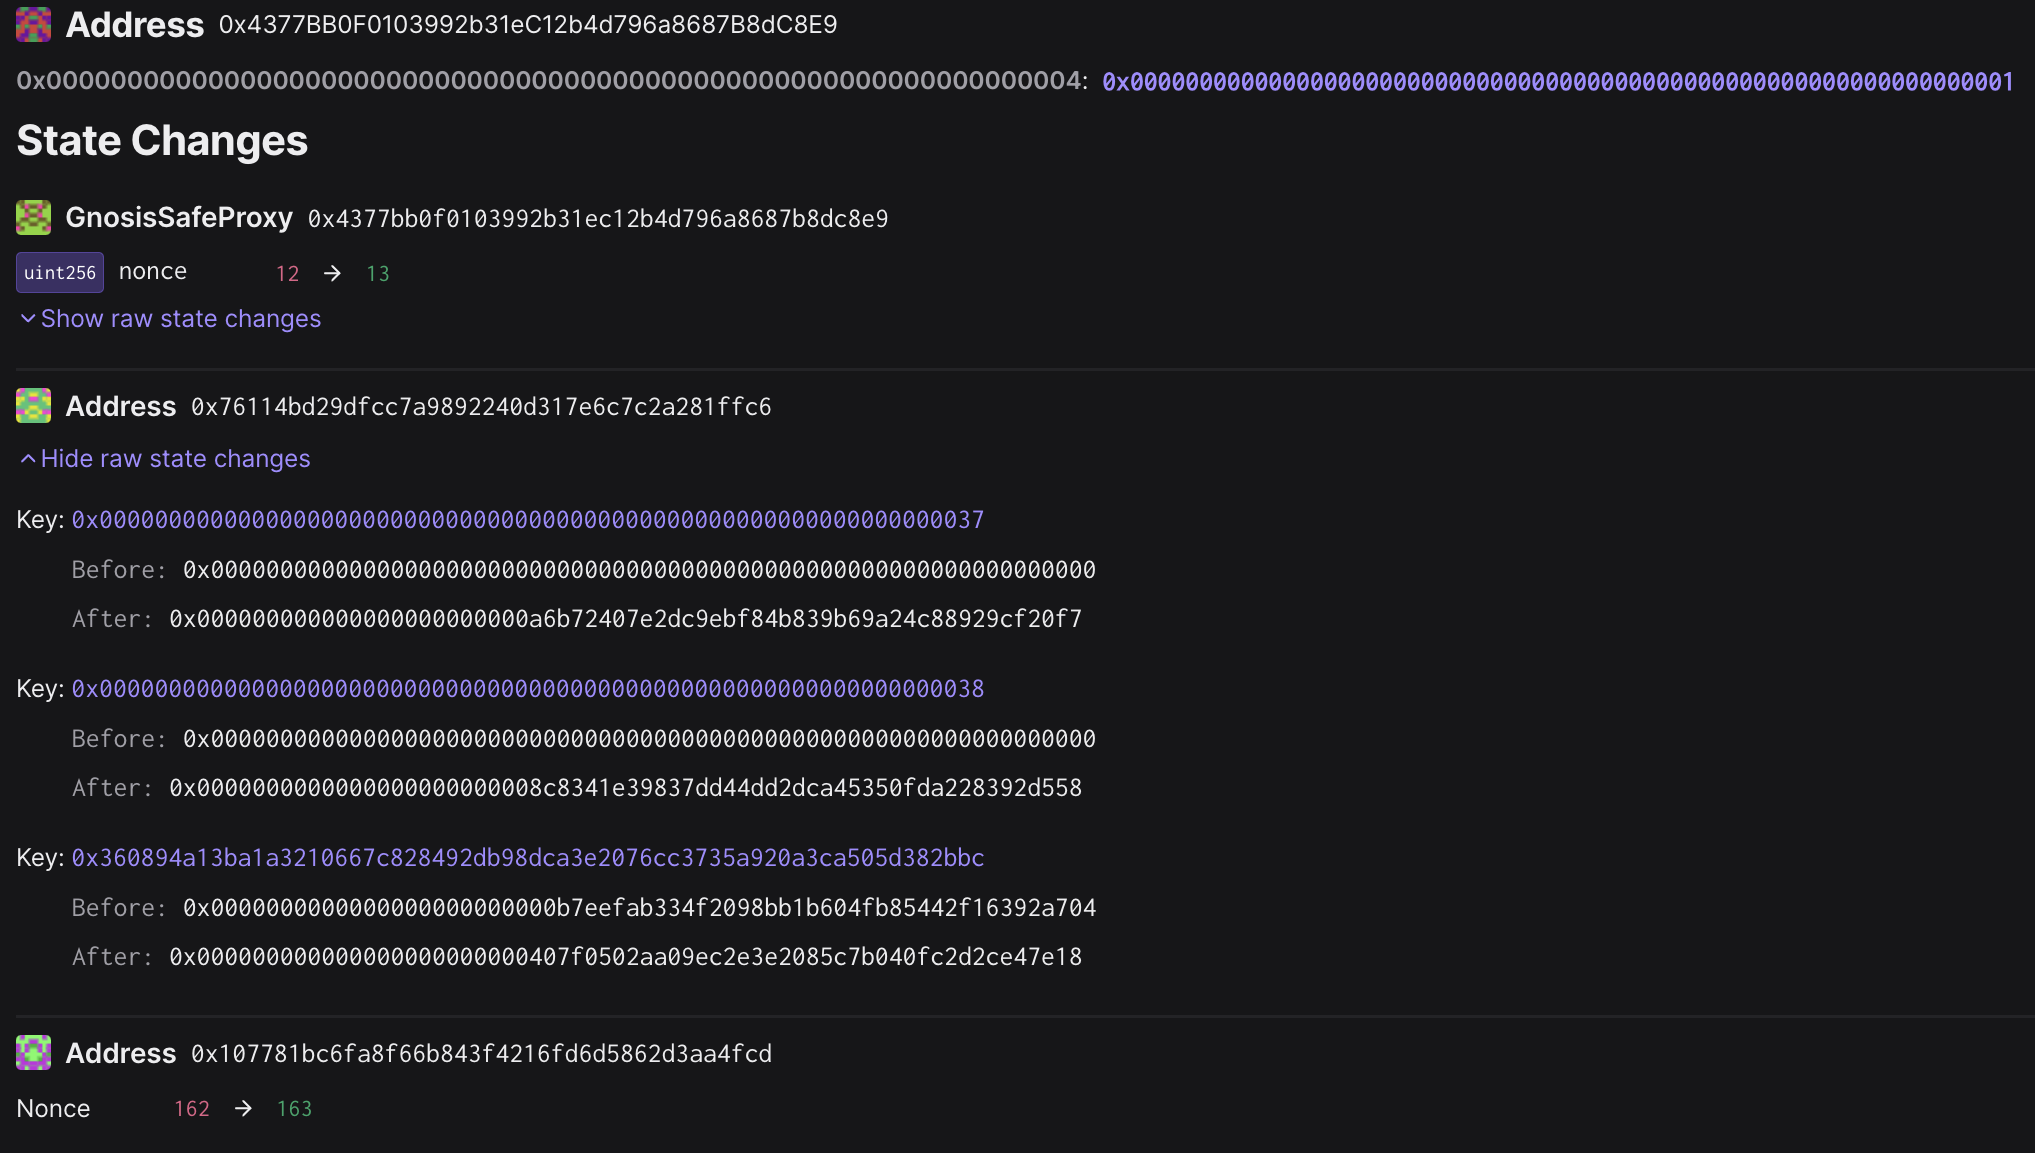 Address 0x4377BB0F0103992b31eC12b4d796a8687B8dC8E9
0x0000000000000000000000000000000000000000000000000000000000000004: 0x0000000000000000000000000000000000000000000000000000000000000001
State Changes
GnosisSafeProxy 0x4377bb0f0103992b31ec12b4d796a8687b8dc8e9
uint256 nonce 12 → 13
Show raw state changes
Address 0x76114bd29dfcc7a9892240d317e6c7c2a281ffc6
Hide raw state changes
Key: 0x0000000000000000000000000000000000000000000000000000000000000037
Before: 0x0000000000000000000000000000000000000000000000000000000000000000
After: 0x000000000000000000000000a6b72407e2dc9ebf84b839b69a24c88929cf20f7
Key: 0x0000000000000000000000000000000000000000000000000000000000000038
Before: 0x0000000000000000000000000000000000000000000000000000000000000000
After: 0x0000000000000000000000008c8341e39837dd44dd2dca45350fda228392d558
Key: 0x360894a13ba1a3210667c828492db98dca3e2076cc3735a920a3ca505d382bbc
Before: 0x000000000000000000000000b7eefab334f2098bb1b604fb85442f16392a704
After: 0x000000000000000000000000407f0502aa09ec2e3e2085c7b040fc2d2ce47e18
Address 0x107781bc6fa8f66b843f4216fd6d5862d3aa4fcd
Nonce 162 → 163